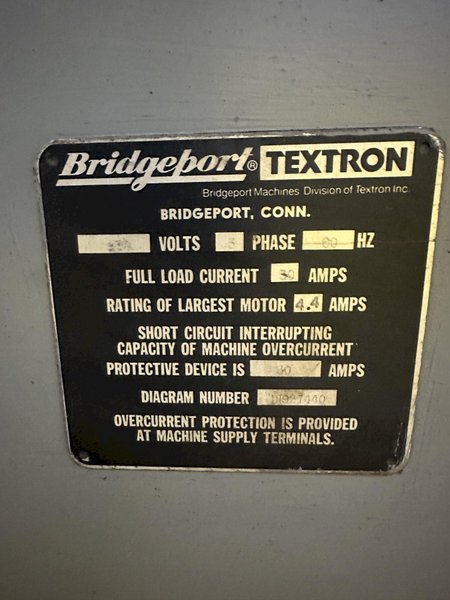 Bridgeport® TEXTRON
Bridgeport Machines Division of Textron Inc.
BRIDGEPORT, CONN.
VOLTS 3 PHASE 60 HZ
FULL LOAD CURRENT 30 AMPS
RATING OF LARGEST MOTOR 4.4 AMPS
SHORT CIRCUIT INTERRUPTING
CAPACITY OF MACHINE OVERCURRENT
PROTECTIVE DEVICE IS AMPS
DIAGRAM NUMBER
OVERCURRENT PROTECTION IS PROVIDED
AT MACHINE SUPPLY TERMINALS.